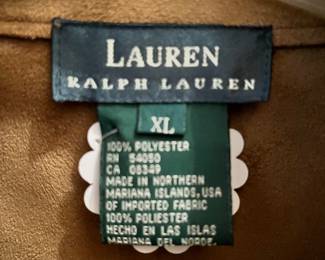 LAUREN
RALPH LAUREN
XL
100% POLYESTER
RN 54050
CA 08349
MADE IN NORTHERN
MARIANA ISLANDS, USA
OF IMPORTED FABRIC
100% POLIESTER
HECHO EN LAS ISLAS
MARIANA DEL NORDE,